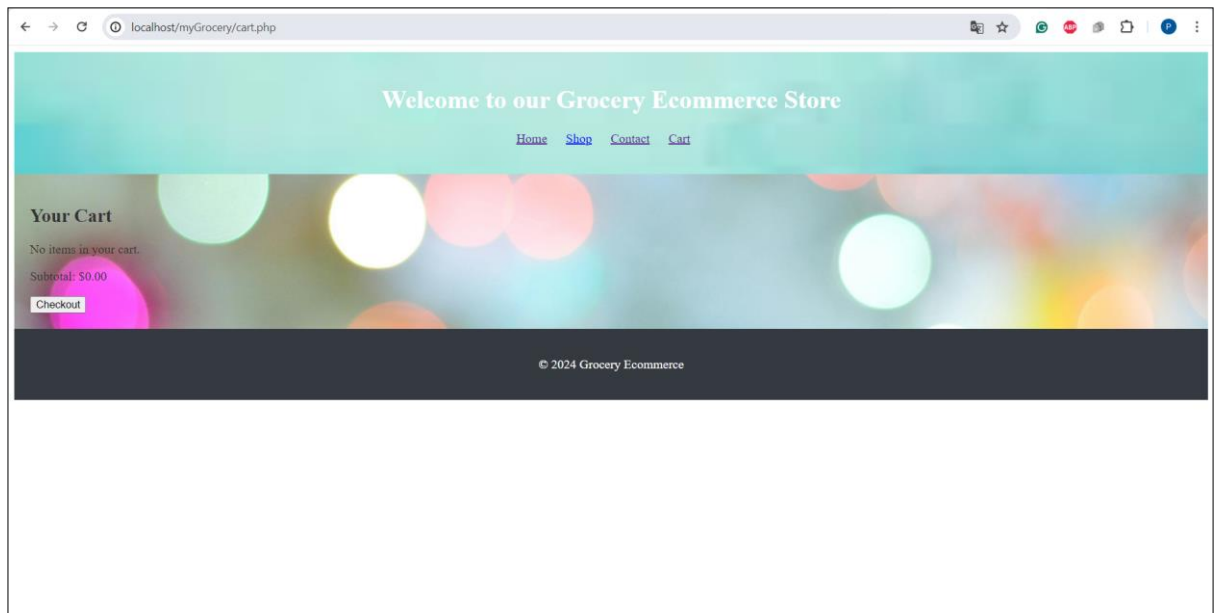 localhost/myGrocery/cart.php
ABP
P
Welcome to our Grocery Ecommerce Store
Home Shop Contact Cart
Your Cart
No items in your cart.
Subtotal: $0.00
Checkout
© 2024 Grocery Ecommerce